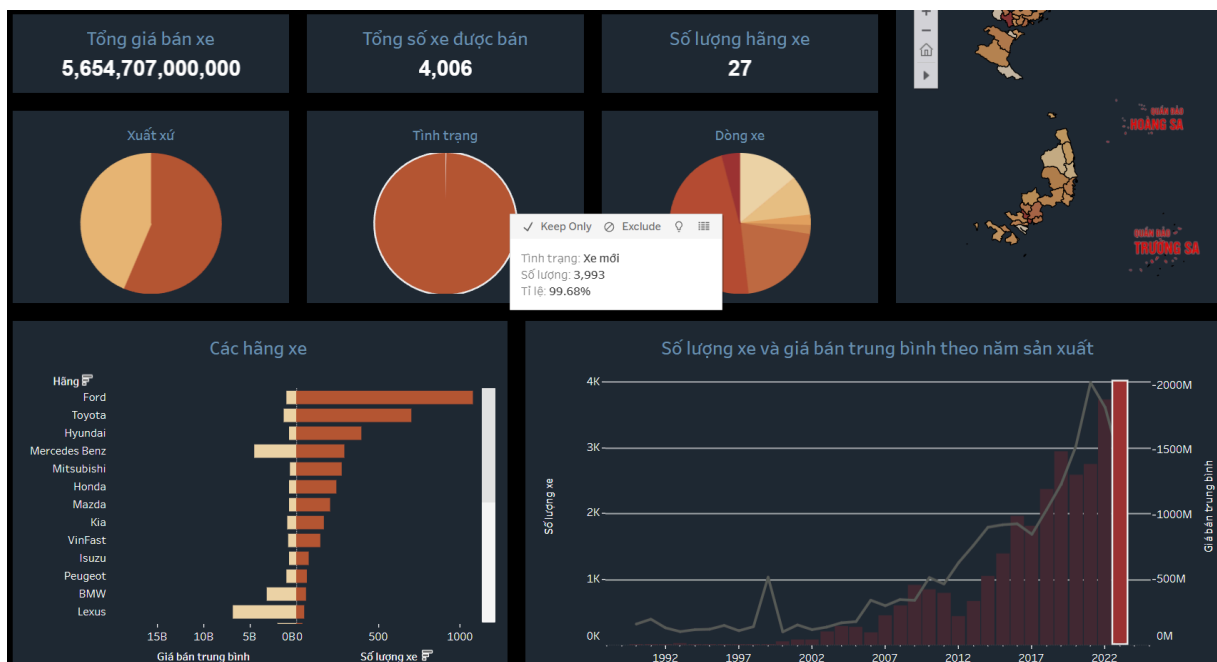 Tổng giá bán xe
5,654,707,000,000
Tổng số xe được bán
4,006
Số lượng hãng xe
27
Xuất xứ
Tình trạng
Dòng xe
QUẦN ĐẢO
HOÀNG SA
QUẦN ĐẢO
TRƯỜNG SA
Keep Only Exclude
Tình trạng: Xe mới
Số lượng: 3,993
Tỉ lệ: 99.68%
Các hãng xe
Hãng
Ford
Toyota
Hyundai
Mercedes Benz
Mitsubishi
Honda
Mazda
Kia
VinFast
Isuzu
Peugeot
BMW
Lexus
15B 10B 5B 0B 0 500 1000
Giá bán trung bình Số lượng xe
Số lượng xe và giá bán trung bình theo năm sản xuất
4K
3K
2K
1K
0K
Số lượng xe
2000M
1500M
1000M
500M
0M
Giá bán trung bình
1992 1997 2002 2007 2012 2017 2022